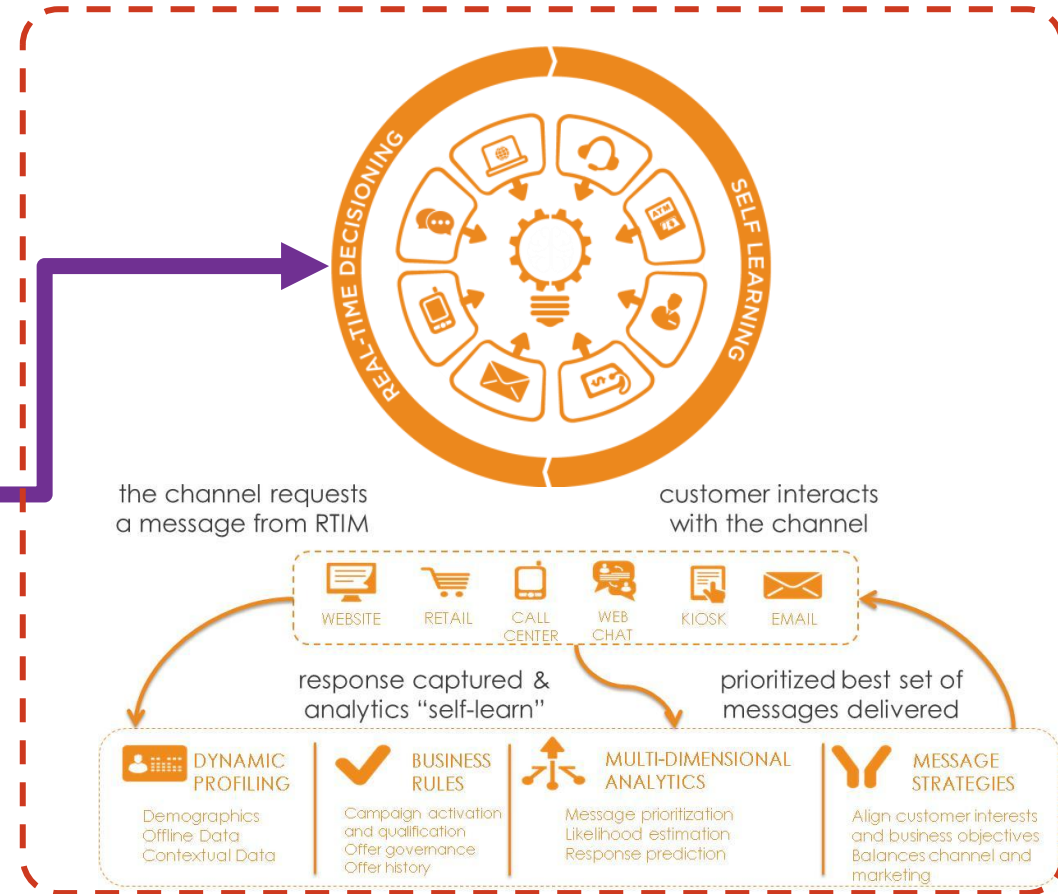 REAL-TIME DECISIONING
SELF LEARNING
ATM
$
the channel requests
a message from RTIM
customer interacts
with the channel
WEBSITE
RETAIL
CALL
CENTER
WEB
CHAT
KIOSK
EMAIL
response captured &
analytics “self-learn”
prioritized best set of
messages delivered
DYNAMIC
PROFILING
Demographics
Offline Data
Contextual Data
BUSINESS
RULES
Campaign activation
and qualification
Offer governance
Offer history
MULTI-DIMENSIONAL
ANALYTICS
Message prioritization
Likelihood estimation
Response prediction
MESSAGE
STRATEGIES
Align customer interests
and business objectives
Balances channel and
marketing